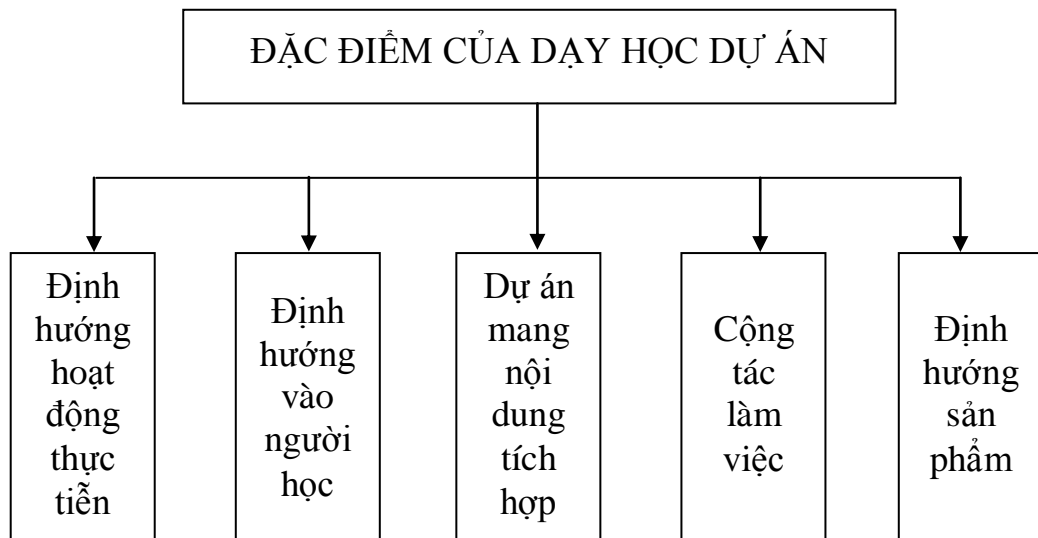 ĐẶC ĐIỂM CỦA DẠY HỌC DỰ ÁN
Định
hướng
hoạt
động
thực
tiễn
Định
hướng
vào
người
học
Dự án
mang
nội
dung
tích
hợp
Cộng
tác
làm
việc
Định
hướng
sản
phẩm